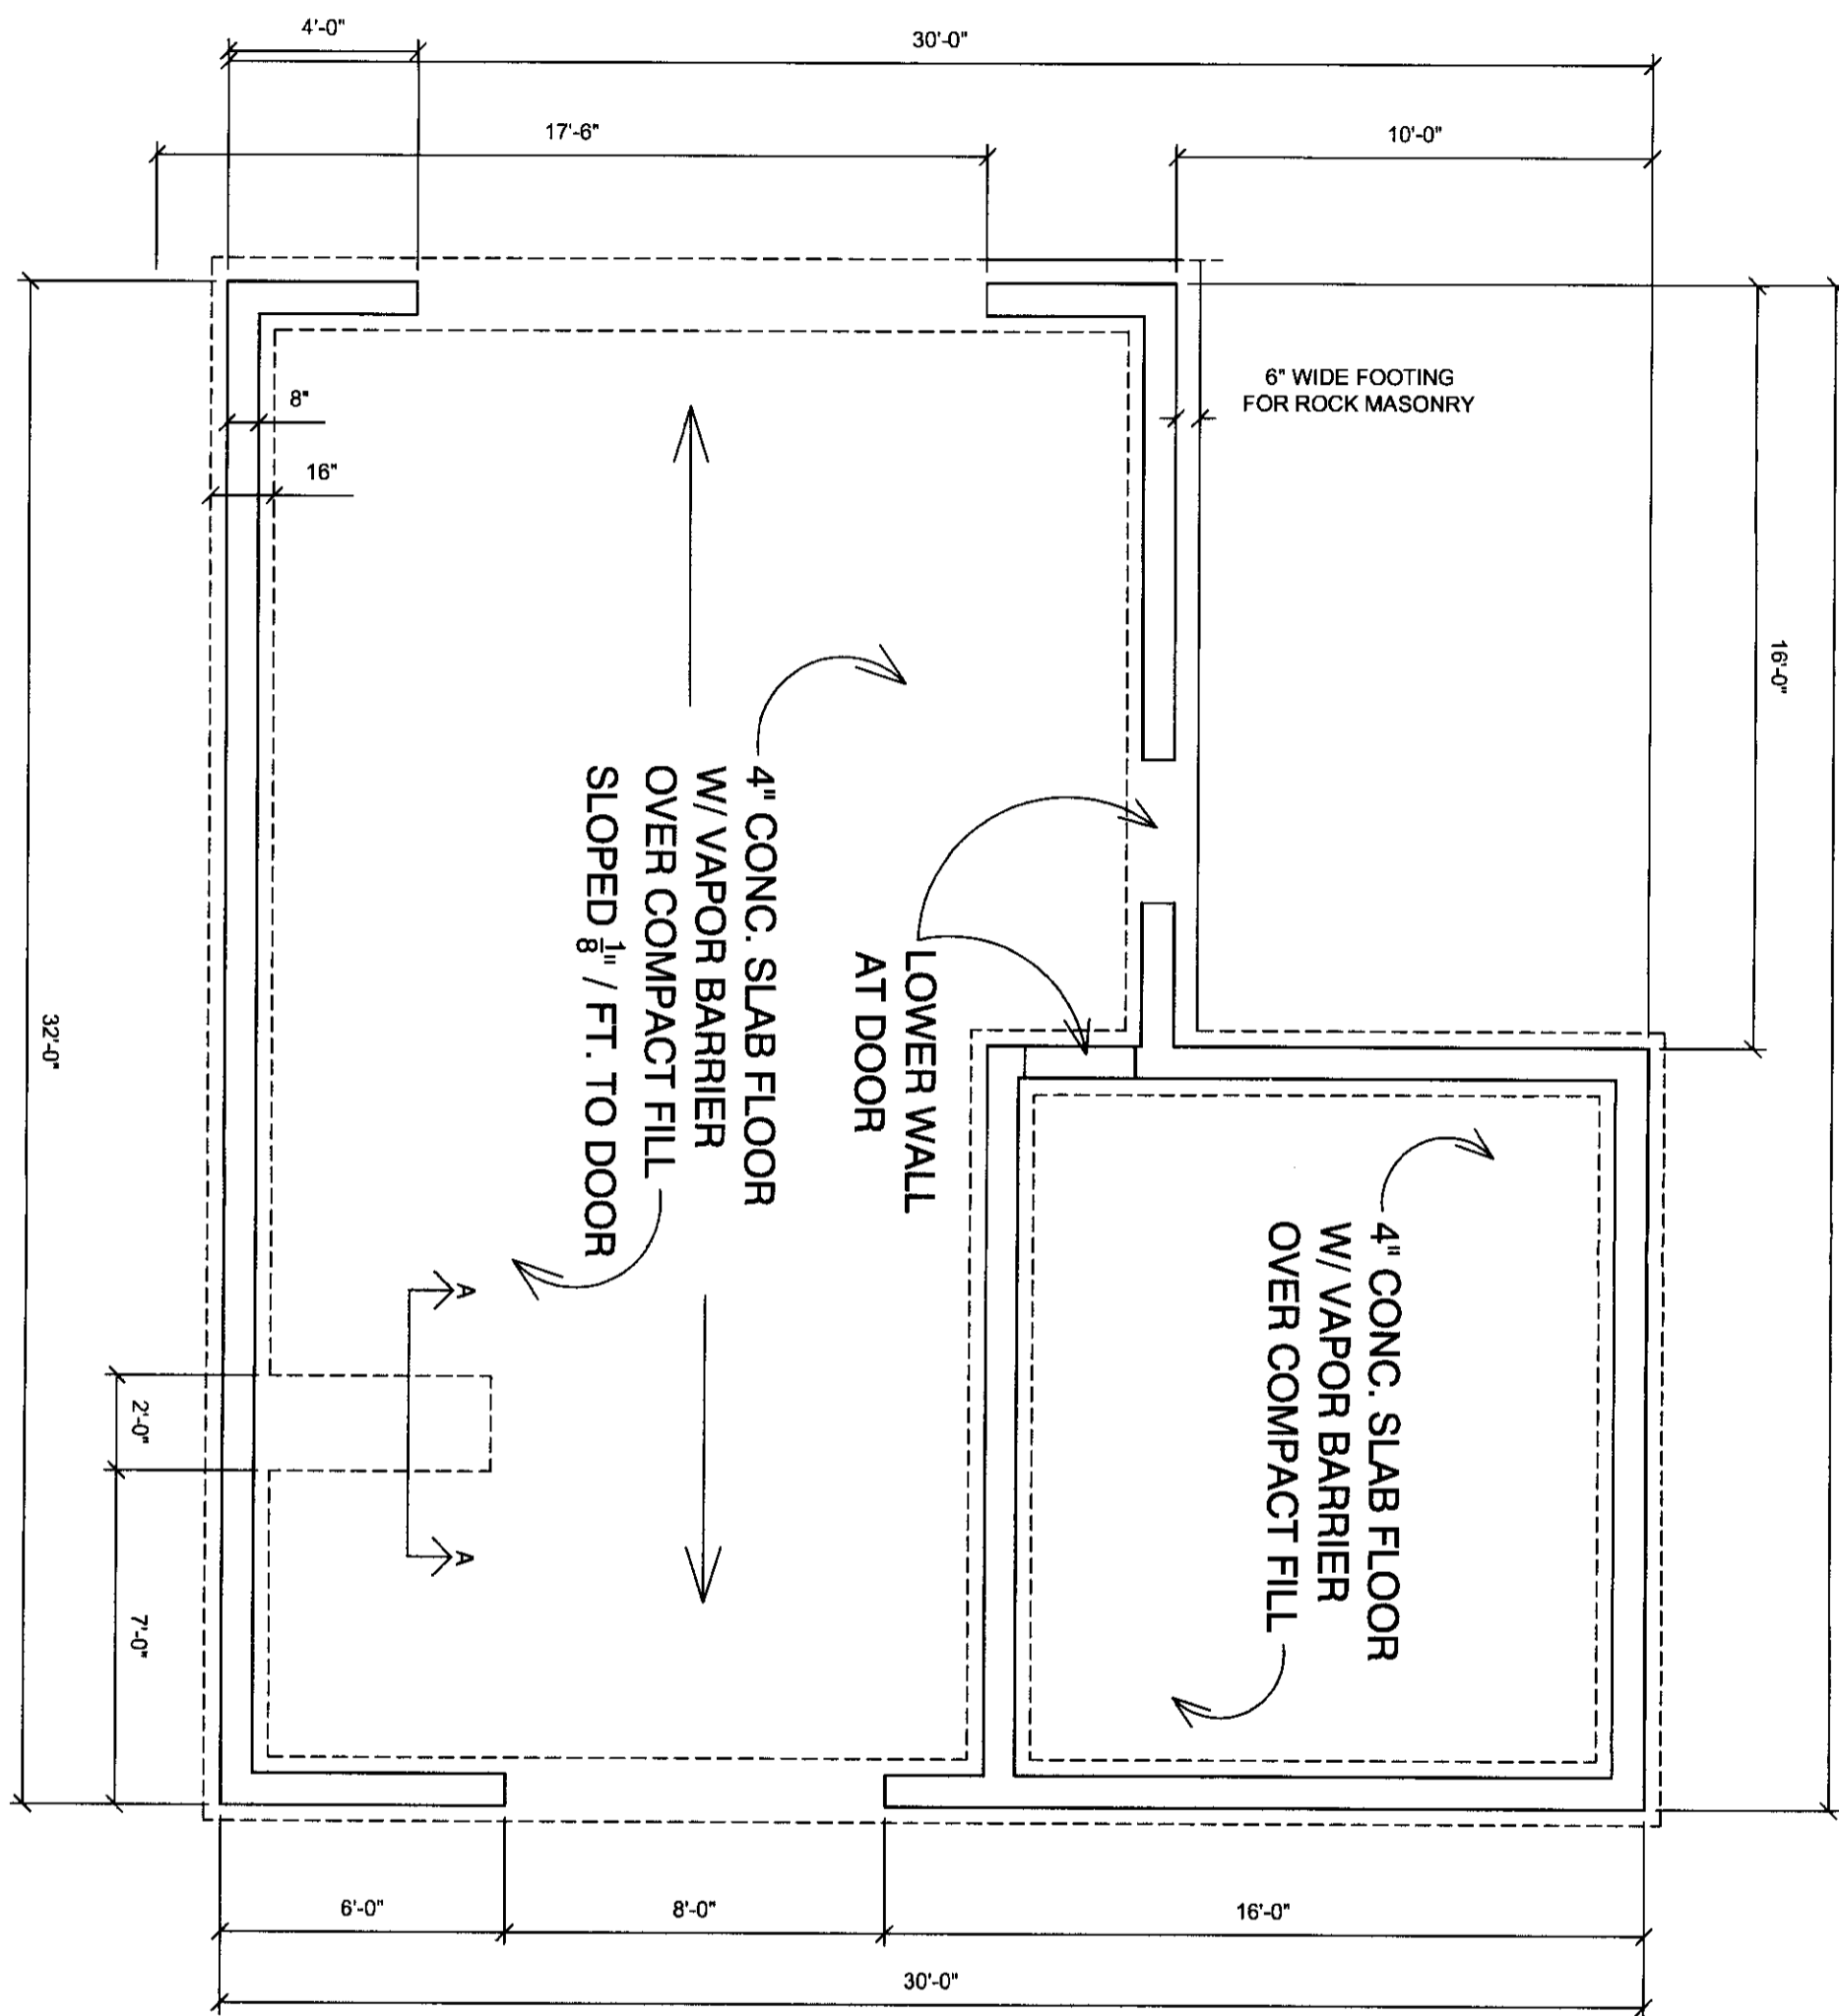 4'-0"
30'-0"
17'-6"
10'-0"
6" WIDE FOOTING
FOR ROCK MASONRY
8"
16"
16'-0"
4" CONC. SLAB FLOOR
W/ VAPOR BARRIER
OVER COMPACT FILL
SLOPED 1/8" / FT. TO DOOR
LOWER WALL
AT DOOR
4" CONC. SLAB FLOOR
W/ VAPOR BARRIER
OVER COMPACT FILL
32'-0"
A
A
2'-0"
7'-0"
6'-0"
8'-0"
16'-0"
30'-0"